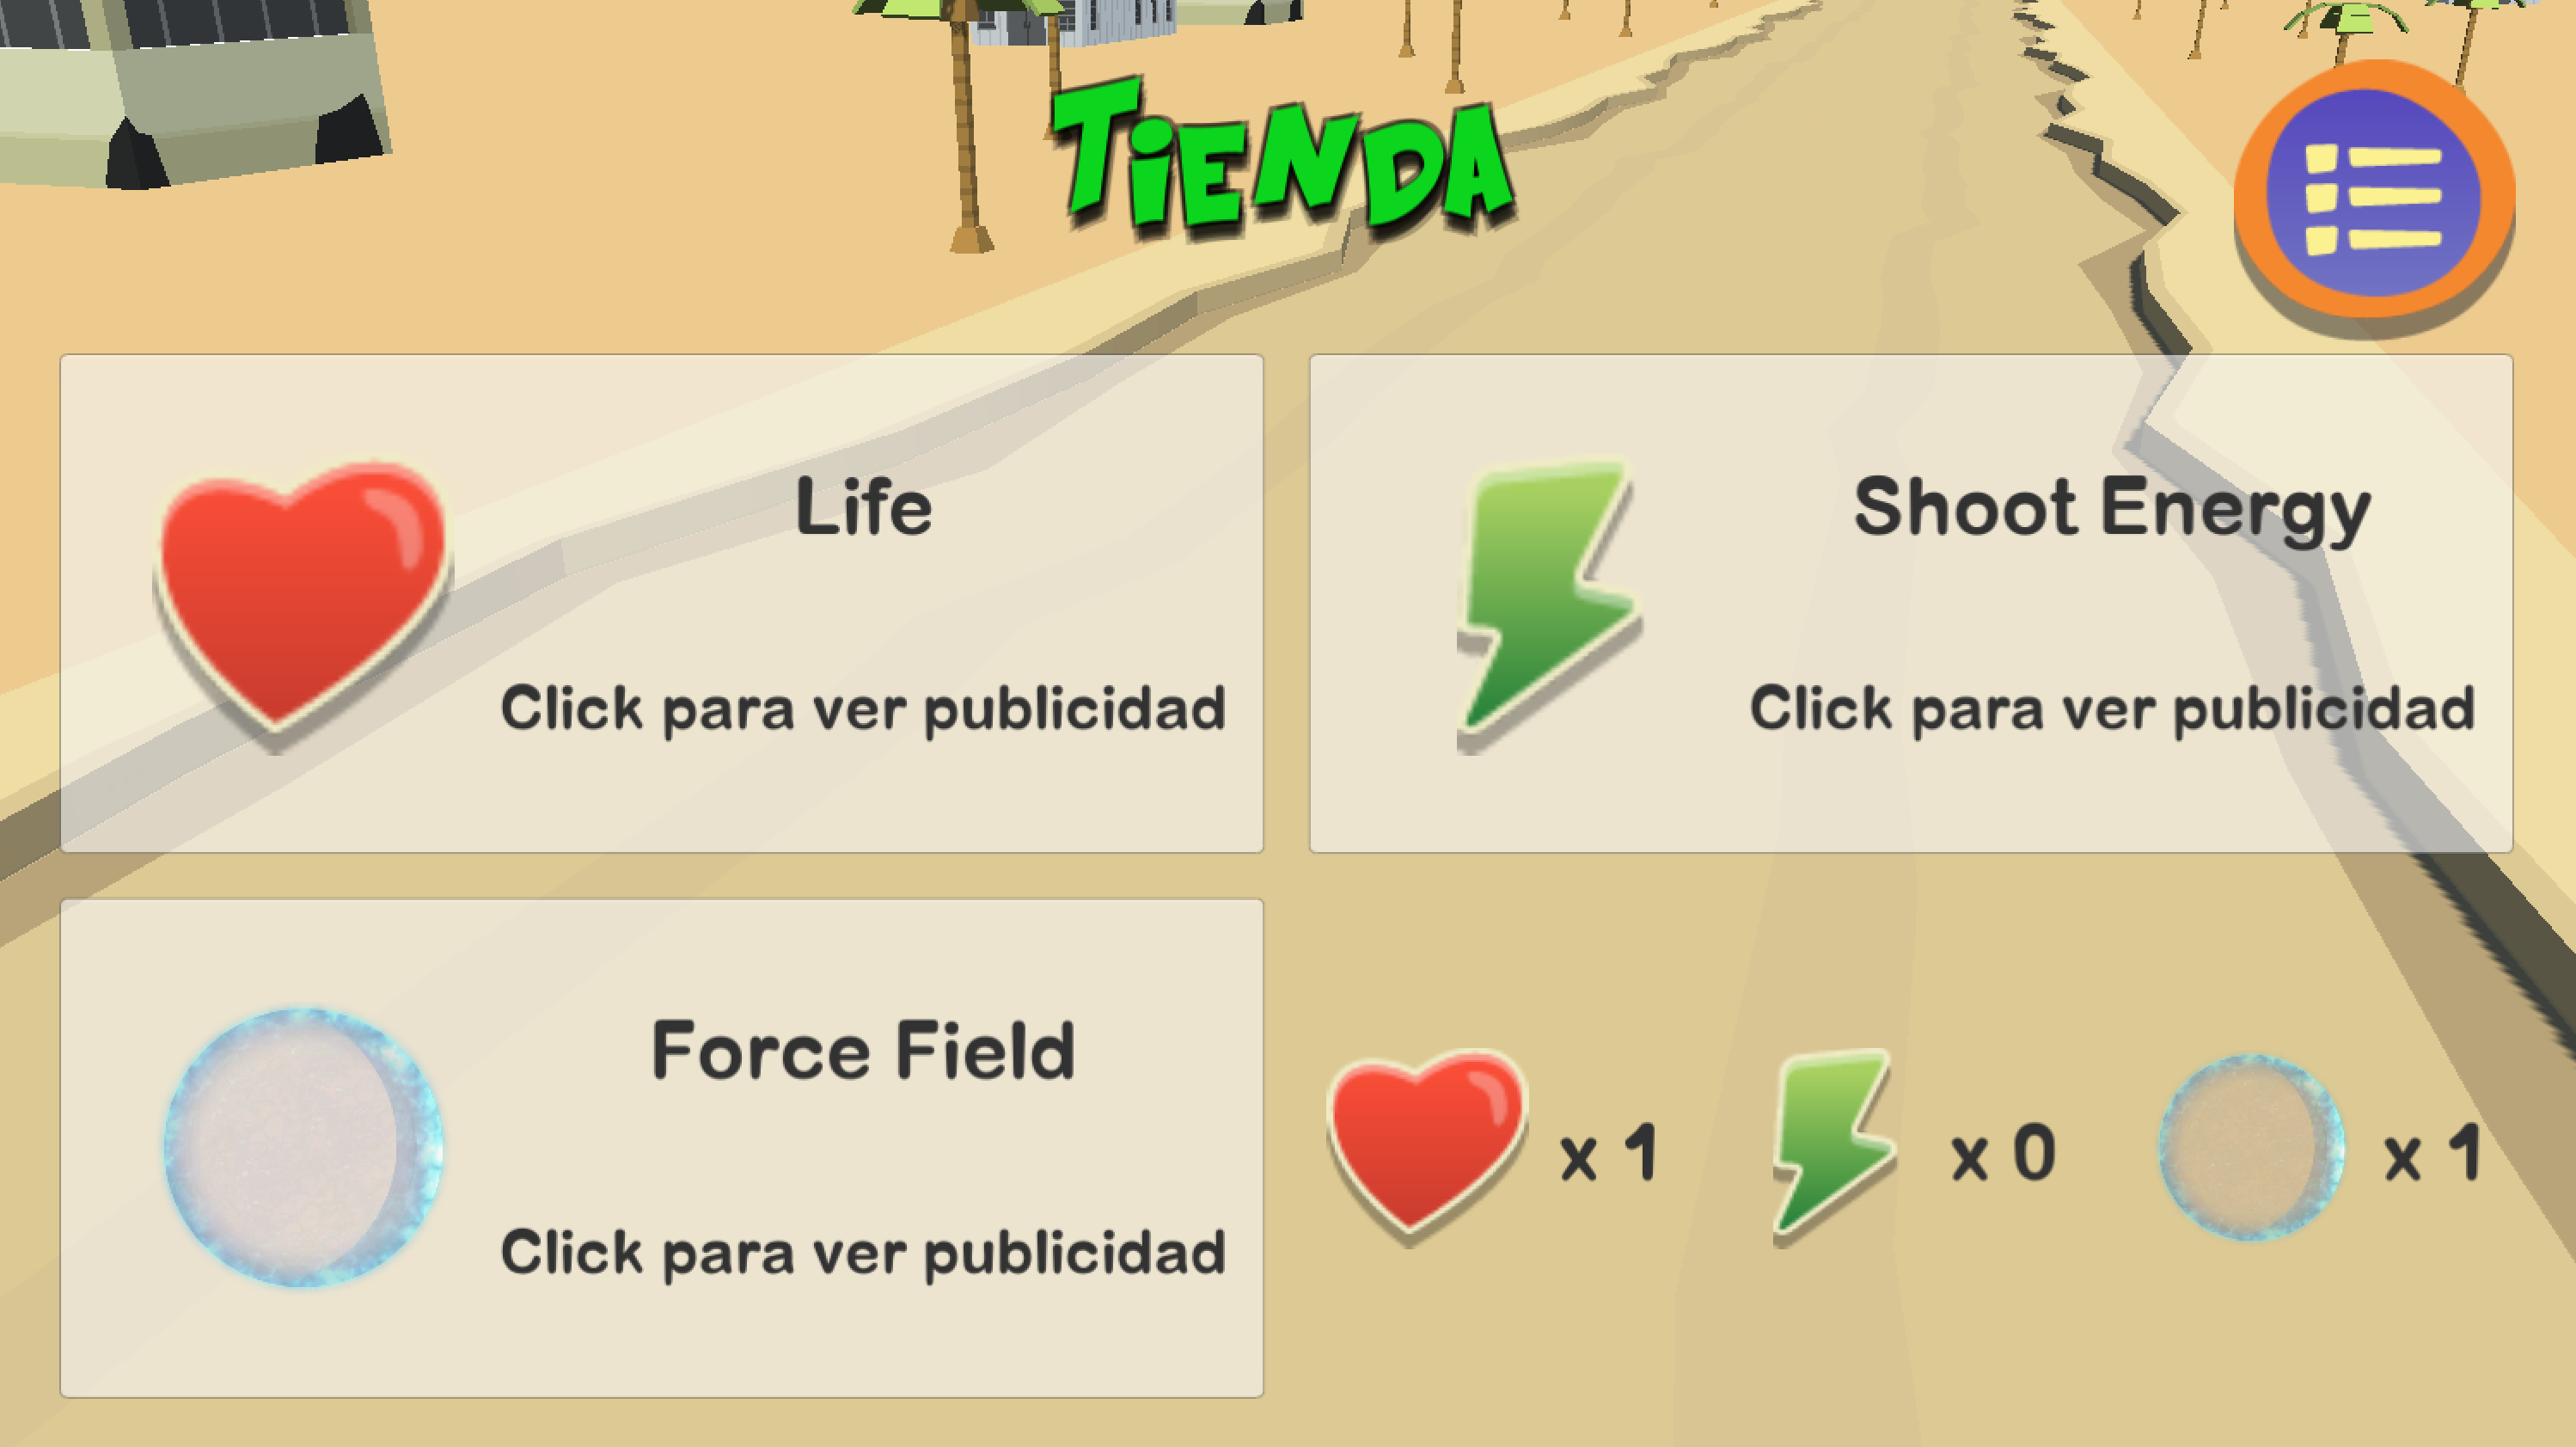 TiENDA
Life
Click para ver publicidad
Shoot Energy
Click para ver publicidad
Force Field
Click para ver publicidad
x 1
x 0
x 1